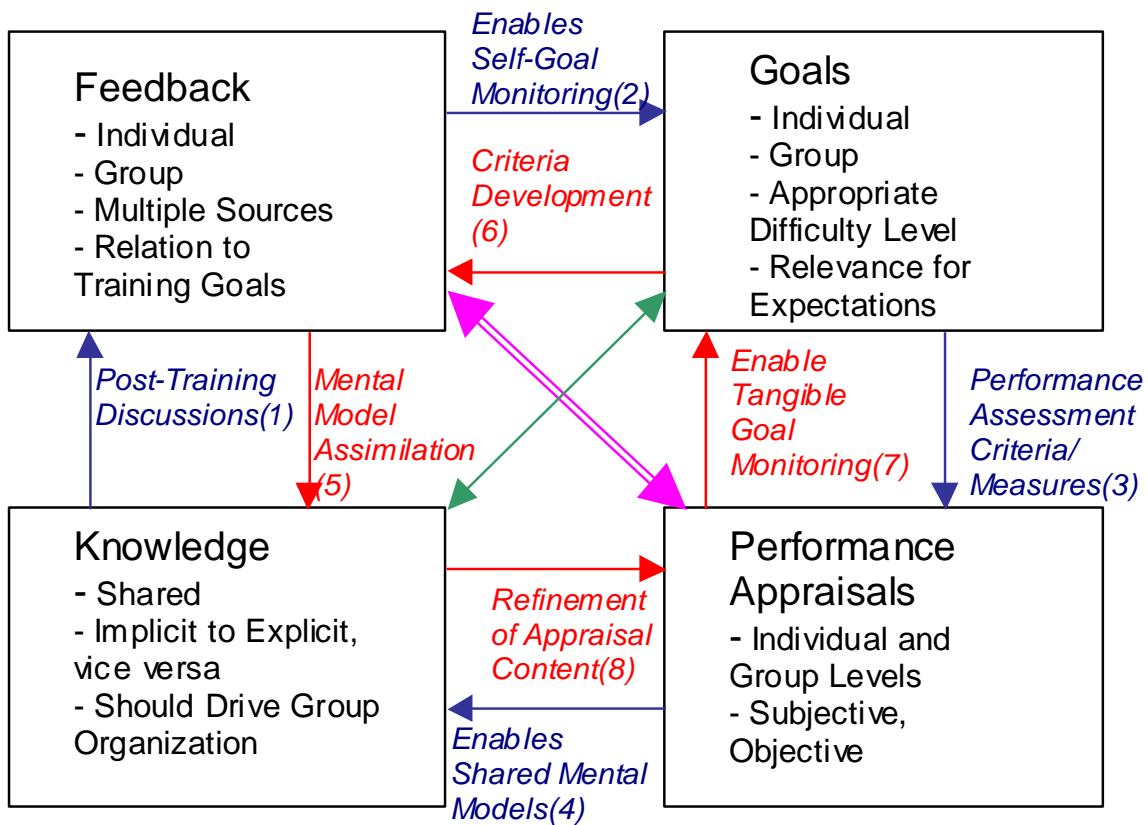 Enables
Self-Goal
Monitoring(2)
Feedback
- Individual
- Group
- Multiple Sources
- Relation to
Training Goals
Goals
- Individual
- Group
- Appropriate
Difficulty Level
- Relevance for
Expectations
Criteria
Development
(6)
Post-Training
Discussions(1)
Mental
Model
Assimilation
(5)
Enable
Tangible
Goal
Monitoring(7)
Performance
Assessment
Criteria/
Measures(3)
Knowledge
- Shared
- Implicit to Explicit,
vice versa
- Should Drive Group
Organization
Refinement
of Appraisal
Content(8)
Enables
Shared Mental
Models(4)
Performance
Appraisals
- Individual and
Group Levels
- Subjective,
Objective